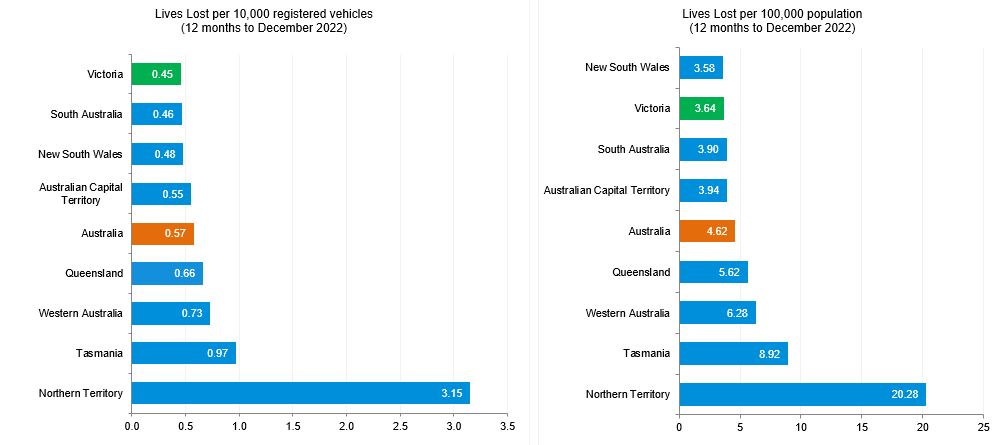 Lives Lost per 10,000 registered vehicles
(12 months to December 2022)
Victoria 0.45
South Australia 0.46
New South Wales 0.48
Australian Capital
Territory 0.55
Australia 0.57
Queensland 0.66
Western Australia 0.73
Tasmania 0.97
Northern Territory 3.15
0.0 0.5 1.0 1.5 2.0 2.5 3.0 3.5
Lives Lost per 100,000 population
(12 months to December 2022)
New South Wales 3.58
Victoria 3.64
South Australia 3.90
Australian Capital Territory 3.94
Australia 4.62
Queensland 5.62
Western Australia 6.28
Tasmania 8.92
Northern Territory 20.28
0 5 10 15 20 25